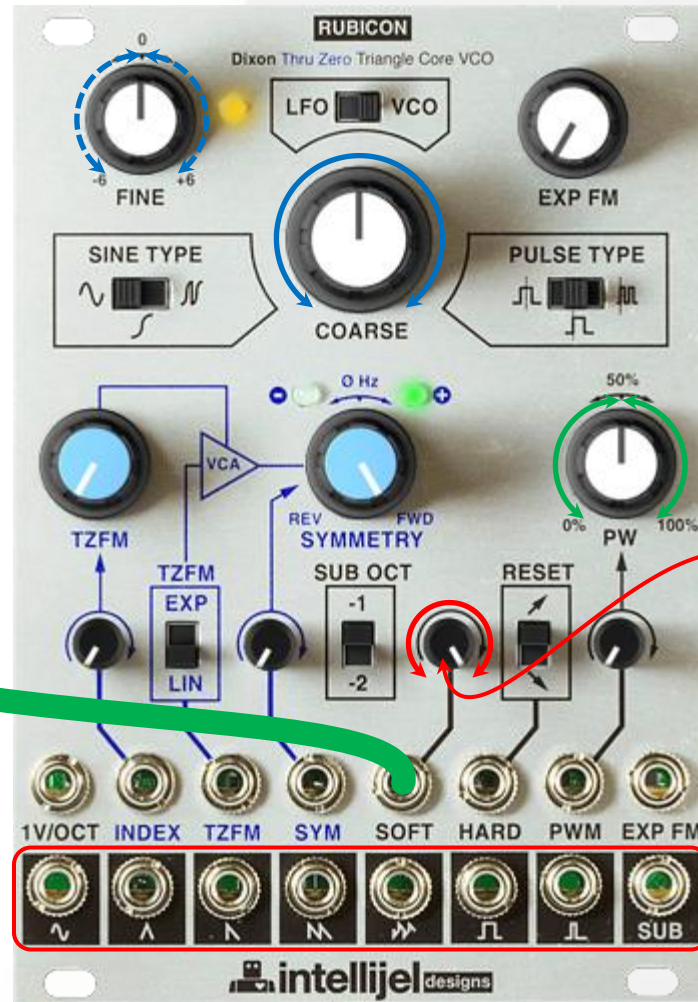 RUBICON
Dixon Thru Zero Triangle Core VCO
0
-6 +6
FINE
LFO VCO
EXP FM
SINE TYPE
COARSE
PULSE TYPE
Ø Hz
50%
VCA
TZFM
REV FWD
SYMMETRY
0% 100%
PW
TZFM
EXP
LIN
SUB OCT
-1
-2
RESET
1V/OCT INDEX TZFM SYM SOFT HARD PWM EXP FM
SUB
intellijel designs